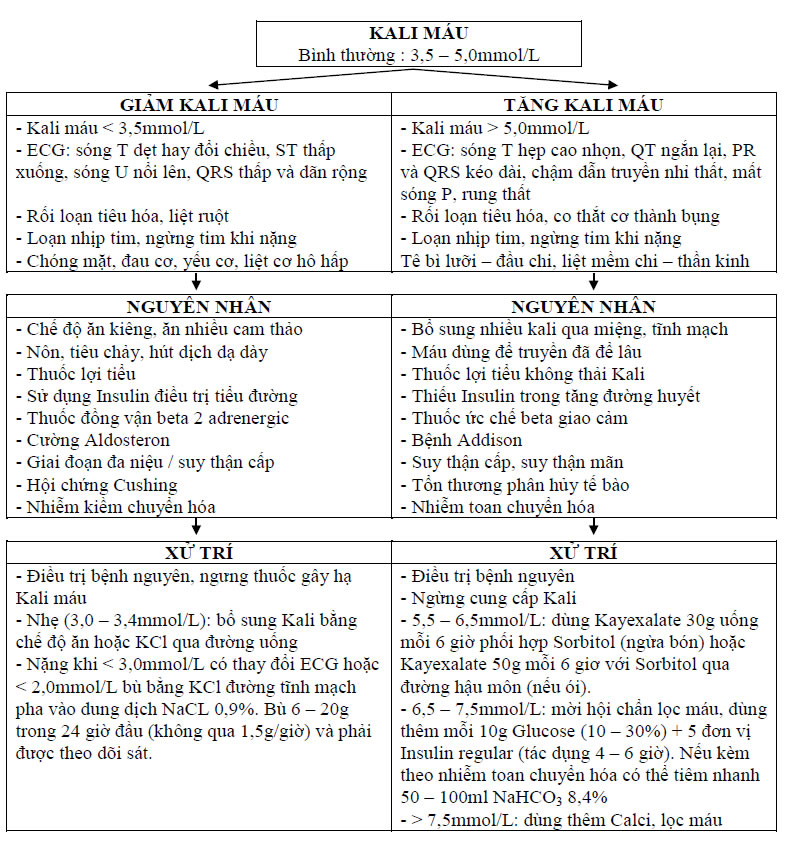 KALI MÁU
Bình thường : 3,5 – 5,0mmol/L
GIẢM KALI MÁU
- Kali máu < 3,5mmol/L
- ECG: sóng T dẹt hay đổi chiều, ST thấp
xuống, sóng U nổi lên, QRS thấp và dãn rộng
- Rối loạn tiêu hóa, liệt ruột
- Loạn nhịp tim, ngừng tim khi nặng
- Chóng mặt, đau cơ, yếu cơ, liệt cơ hô hấp
TĂNG KALI MÁU
- Kali máu > 5,0mmol/L
- ECG: sóng T hẹp cao nhọn, QT ngắn lại, PR
và QRS kéo dài, chậm dẫn truyền nhỉ thất, mất
sóng P, rung thất
- Rối loạn tiêu hóa, co thắt cơ thành bụng
- Loạn nhịp tim, ngừng tim khi nặng
Tê bì lưỡi – đầu chi, liệt mềm chi – thần kinh
NGUYÊN NHÂN
- Chế độ ăn kiêng, ăn nhiều cam thảo
- Nôn, tiêu chảy, hút dịch dạ dày
- Thuốc lợi tiểu
- Sử dụng Insulin điều trị tiểu đường
- Thuốc đồng vận beta 2 adrenergic
- Cường Aldosteron
- Giai đoạn đa niệu / suy thận cấp
- Hội chứng Cushing
- Nhiễm kiềm chuyển hóa
NGUYÊN NHÂN
- Bổ sung nhiều kali qua miệng, tĩnh mạch
- Máu dùng để truyền đã để lâu
- Thuốc lợi tiểu không thải Kali
- Thiếu Insulin trong tăng đường huyết
- Thuốc ức chế beta giao cảm
- Bệnh Addison
- Suy thận cấp, suy thận mãn
- Tổn thương phân hủy tế bào
- Nhiễm toan chuyển hóa
XỬ TRÍ
- Điều trị bệnh nguyên, ngưng thuốc gây hạ
Kali máu
- Nhẹ (3,0 – 3,4mmol/L): bổ sung Kali bằng
chế độ ăn hoặc KCl qua đường uống
- Nặng khi < 3,0mmol/L có thay đổi ECG hoặc
< 2,0mmol/L bù bằng KCl đường tĩnh mạch
pha vào dung dịch NaCL 0,9%. Bù 6 – 20g
trong 24 giờ đầu (không qua 1,5g/giờ) và phải
được theo dõi sát.
XỬ TRÍ
- Điều trị bệnh nguyên
- Ngừng cung cấp Kali
- 5,5 – 6,5mmol/L: dùng Kayexalate 30g uống
mỗi 6 giờ phối hợp Sorbitol (ngừa bón) hoặc
Kayexalate 50g mỗi 6 giơ với Sorbitol qua
đường hậu môn (nếu ói).
- 6,5 – 7,5mmol/L: mời hội chẩn lọc máu, dùng
thêm mỗi 10g Glucose (10 – 30%) + 5 đơn vị
Insulin regular (tác dụng 4 – 6 giờ). Nếu kèm
theo nhiễm toan chuyển hóa có thể tiêm nhanh
50 – 100ml NaHCO₃ 8,4%
- > 7,5mmol/L: dùng thêm Calci, lọc máu